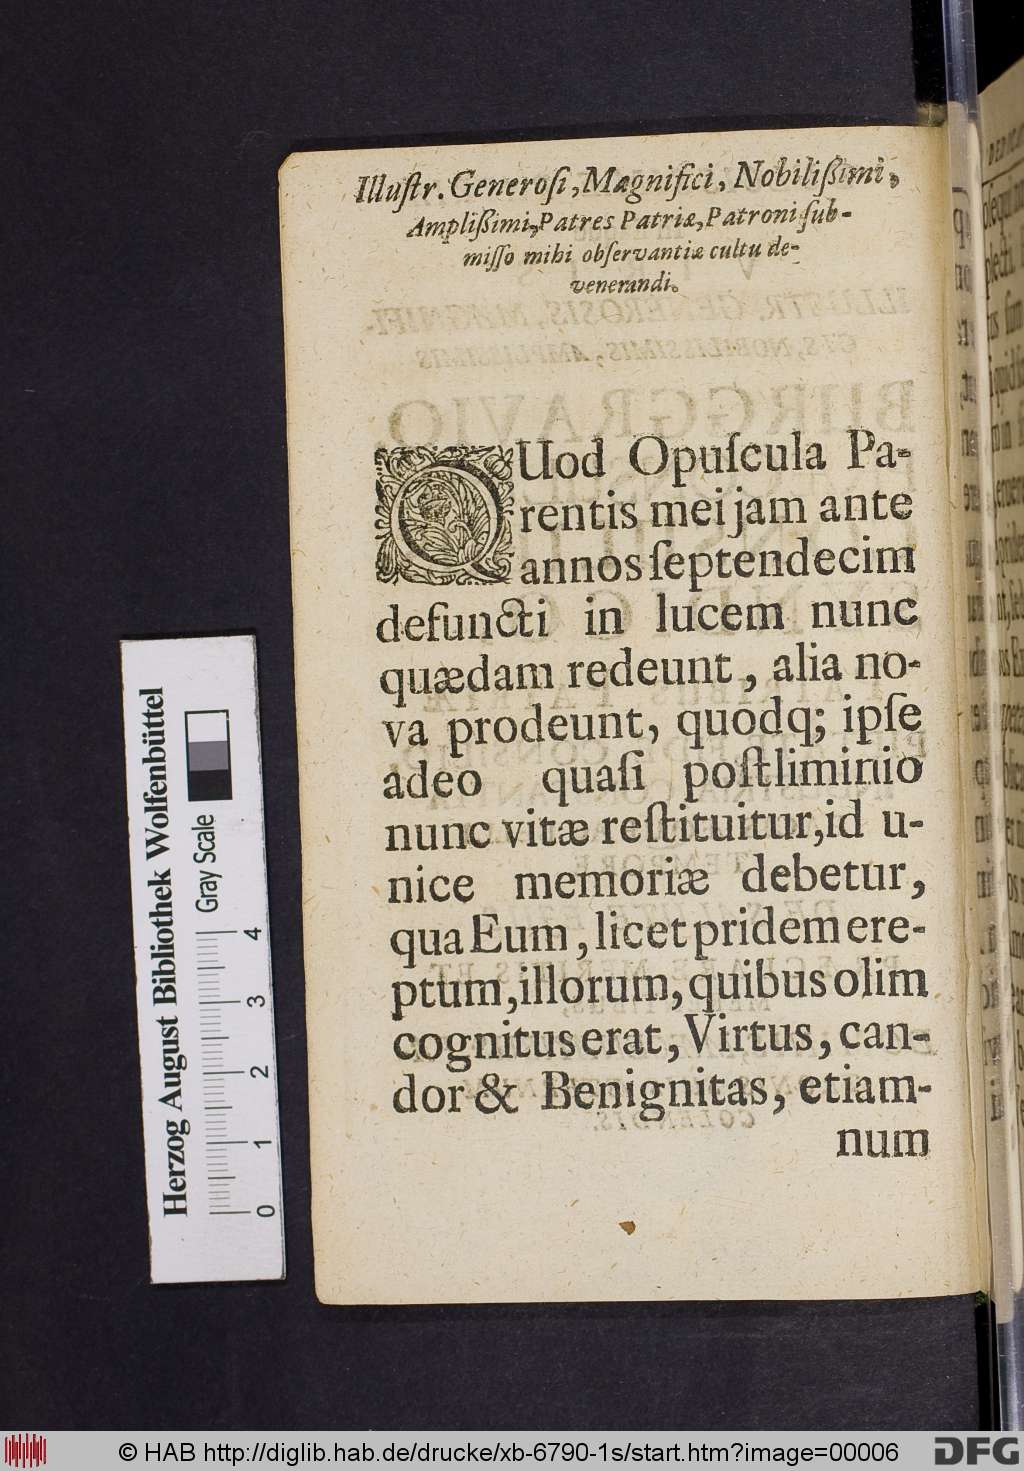 Illuſtr. Generoſi, Magnifici, Nobilißimi,
Amplißimi, Patres Patriæ, Patroni ſub-
miſſo mihi obſervantiæ cultu de-
venerandi.
QUod Opuſcula Pa-
rentis mei jam ante
annos ſeptendecim
defuncti in lucem nunc
quædam redeunt, alia no-
va prodeunt, quodq; ipſe
adeo quaſi poſtliminio
nunc vitæ reſtituitur, id u-
nice memoriæ debetur,
qua Eum, licet pridem ere-
ptum, illorum, quibus olim
cognitus erat, Virtus, can-
dor & Benignitas, etiam-
num
Herzog August Bibliothek Wolfenbüttel
Gray Scale
0 1 2 3 4
© HAB http://diglib.hab.de/drucke/xb-6790-1s/start.htm?image=00006
DFG